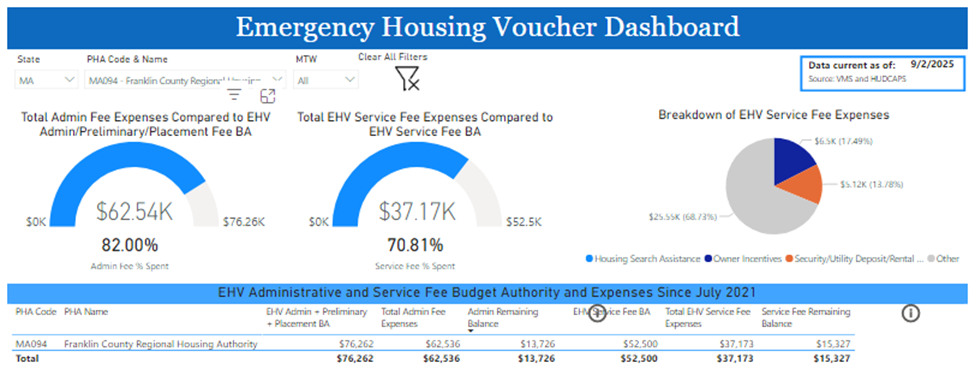 Emergency Housing Voucher Dashboard
State
PHA Code & Name
MTW
Clear All Filters
MA
MA094 - Franklin County Regional Housing
All
Data current as of: 9/2/2025
Source: VMS and HUDCAPS
Total Admin Fee Expenses Compared to EHV
Admin/Preliminary/Placement Fee BA
$62.54K
$0K
$76.26K
82.00%
Admin Fee % Spent
Total EHV Service Fee Expenses Compared to
EHV Service Fee BA
$37.17K
$0K
$52.5K
70.81%
Service Fee % Spent
Breakdown of EHV Service Fee Expenses
$6.5K (17.49%)
$5.12K (13.78%)
$25.55K (68.73%)
Housing Search Assistance Owner Incentives Security/Utility Deposit/Rental ... Other
EHV Administrative and Service Fee Budget Authority and Expenses Since July 2021
PHA Code PHA Name EHV Admin + Preliminary Total Admin Fee Admin Remaining EHV Service Fee BA Total EHV Service Fee Service Fee Remaining
+ Placement BA Expenses Balance Expenses Balance
MA094 Franklin County Regional Housing Authority $76,262 $62,536 $13,726 $52,500 $37,173 $15,327
Total $76,262 $62,536 $13,726 $52,500 $37,173 $15,327